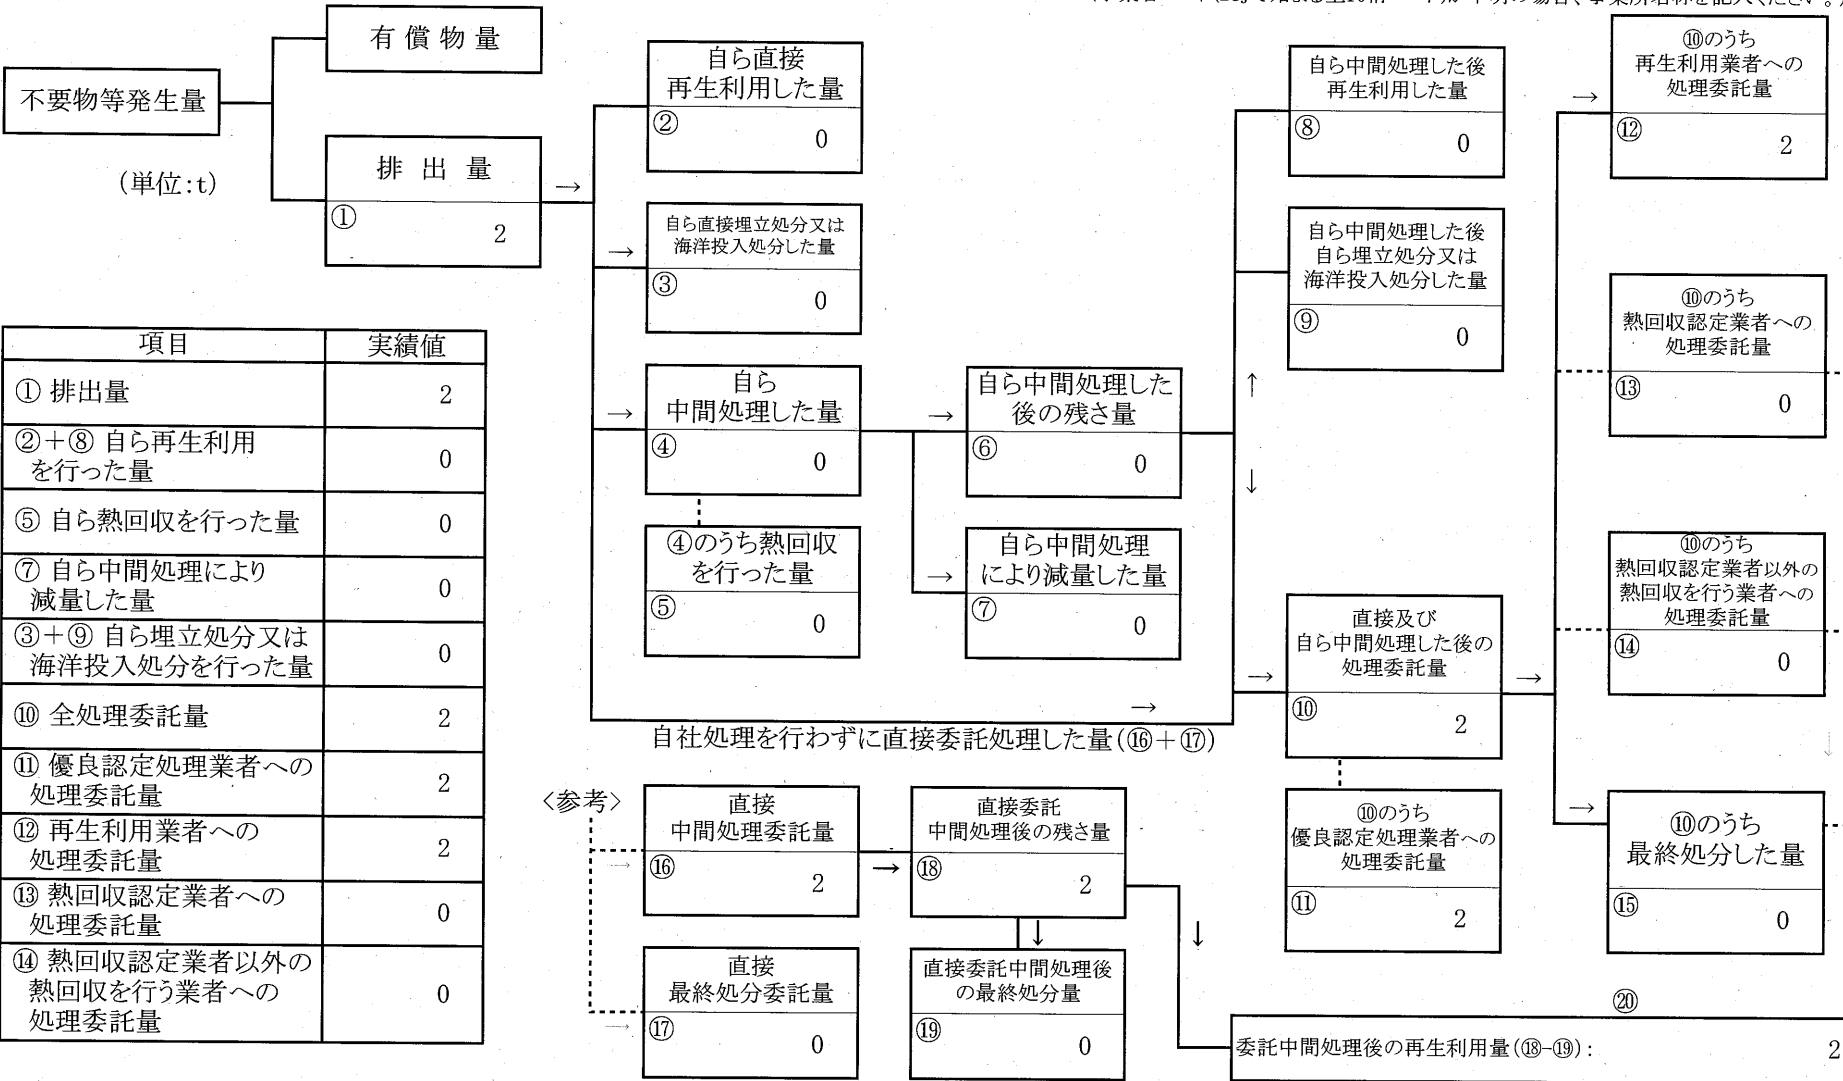 不要物等発生量
(単位:t)
有償物量
排出量
①
2
自ら直接
再生利用した量
②
0
自ら直接埋立処分又は
海洋投入処分した量
③
0
自ら
中間処理した量
④
0
④のうち熱回収
を行った量
⑤
0
自ら中間処理した
後の残さ量
⑥
0
自ら中間処理
により減量した量
⑦
0
自ら中間処理した後
再生利用した量
⑧
0
自ら中間処理した後
自ら埋立処分又は
海洋投入処分した量
⑨
0
直接及び
自ら中間処理した後の
処理委託量
⑩
2
⑩のうち
優良認定処理業者への
処理委託量
⑪
2
⑩のうち
再生利用業者への
処理委託量
⑫
2
⑩のうち
熱回収認定業者への
処理委託量
⑬
0
⑩のうち
熱回収認定業者以外の
熱回収を行う業者への
処理委託量
⑭
0
⑩のうち
最終処分した量
⑮
0
自社処理を行わずに直接委託処理した量(⑯+⑰)
<参考>
直接
中間処理委託量
⑯
2
直接
最終処分委託量
⑰
0
直接委託
中間処理後の残さ量
⑱
2
直接委託中間処理後
の最終処分量
⑲
0
⑳
委託中間処理後の再生利用量(⑱-⑲):
2
項目 実績値
① 排出量 2
②+⑧ 自ら再生利用
を行った量 0
⑤ 自ら熱回収を行った量 0
⑦ 自ら中間処理により
減量した量 0
③+⑨ 自ら埋立処分又は
海洋投入処分を行った量 0
⑩ 全処理委託量 2
⑪ 優良認定処理業者への
処理委託量 2
⑫ 再生利用業者への
処理委託量 2
⑬ 熱回収認定業者への
処理委託量 0
⑭ 熱回収認定業者以外の
熱回収を行う業者への
処理委託量 0